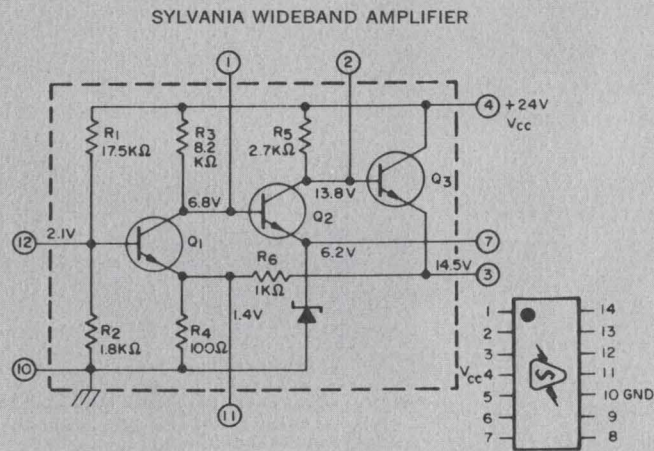 SYLVANIA WIDEBAND AMPLIFIER
1
2
4
+24V
Vcc
R1
17.5KΩ
R3
8.2
KΩ
R5
2.7KΩ
Q3
6.8V
13.8V
Q2
12
2.1V
Q1
6.2V
7
R6
1KΩ
14.5V
3
1.4V
R2
1.8KΩ
R4
100Ω
10
11
1
2
3
Vcc 4
5
6
7
S
14
13
12
11
10 GND
9
8